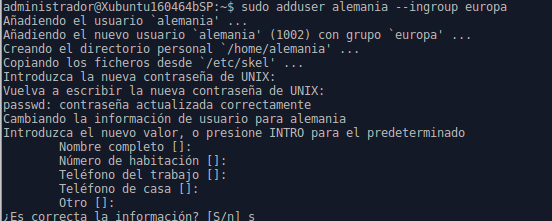 administrador@Xubuntu160464bSP:~$ sudo adduser alemania --ingroup europa
Añadiendo el usuario `alemania' ...
Añadiendo el nuevo usuario `alemania' (1002) con grupo `europa' ...
Creando el directorio personal `/home/alemania' ...
Copiando los ficheros desde `/etc/skel' ...
Introduzca la nueva contraseña de UNIX:
Vuelva a escribir la nueva contraseña de UNIX:
passwd: contraseña actualizada correctamente
Cambiando la información de usuario para alemania
Introduzca el nuevo valor, o presione INTRO para el predeterminado
Nombre completo []:
Número de habitación []:
Teléfono del trabajo []:
Teléfono de casa []:
Otro []:
¿Es correcta la información? [S/n] s